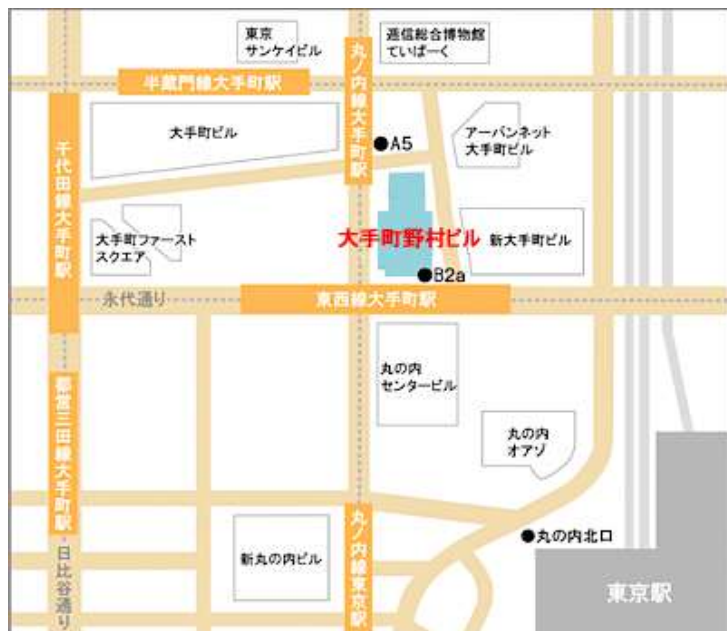 東京
サンケイビル
逓信総合博物館
ていぱーく
半蔵門線大手町駅
丸ノ内線大手町駅
大手町ビル
●A5
アーバンネット
大手町ビル
千代田線大手町駅
大手町ファースト
スクエア
大手町野村ビル
新大手町ビル
●B2a
永代通り
東西線大手町駅
丸の内
センタービル
都営三田線大手町駅
丸の内
オアゾ
丸ノ内線東京駅
●丸の内北口
新丸の内ビル
日比谷通り
東京駅